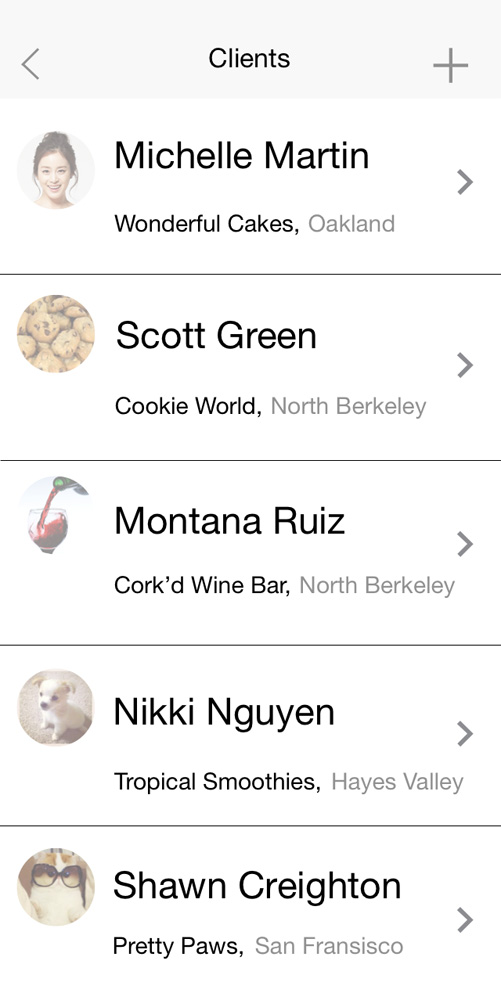 Clients
Michelle Martin
Wonderful Cakes, Oakland
Scott Green
Cookie World, North Berkeley
Montana Ruiz
Cork’d Wine Bar, North Berkeley
Nikki Nguyen
Tropical Smoothies, Hayes Valley
Shawn Creighton
Pretty Paws, San Fransisco